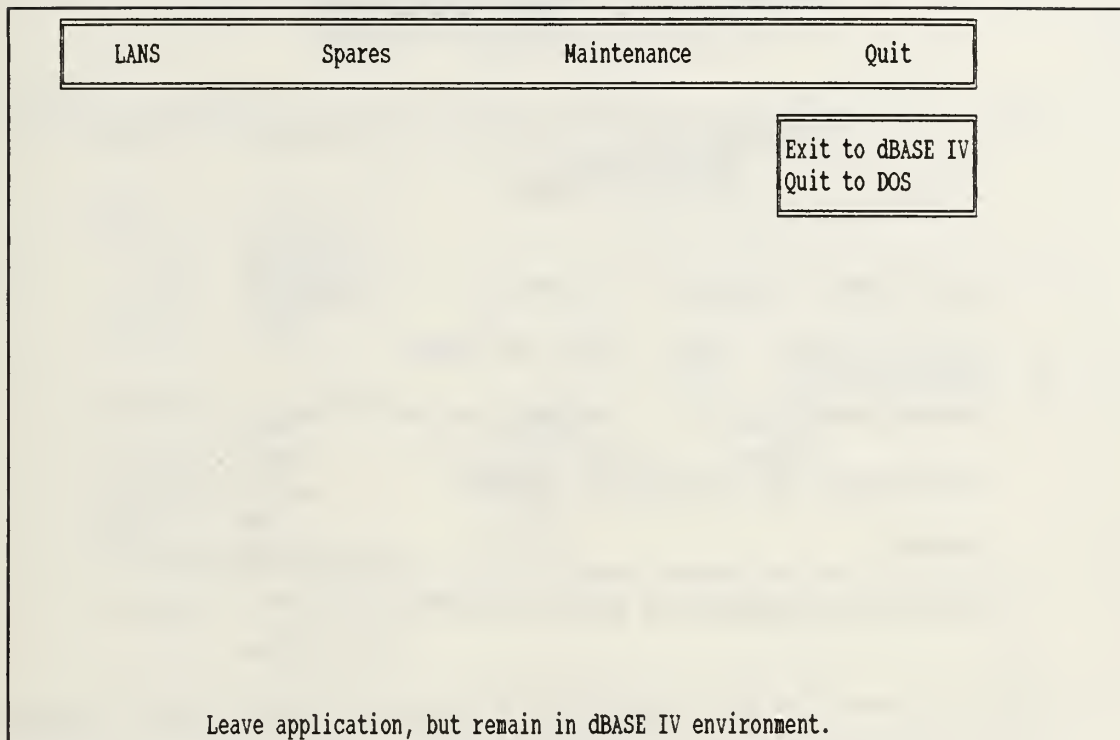 LANS Spares Maintenance Quit
Exit to dBASE IV
Quit to DOS
Leave application, but remain in dBASE IV environment.